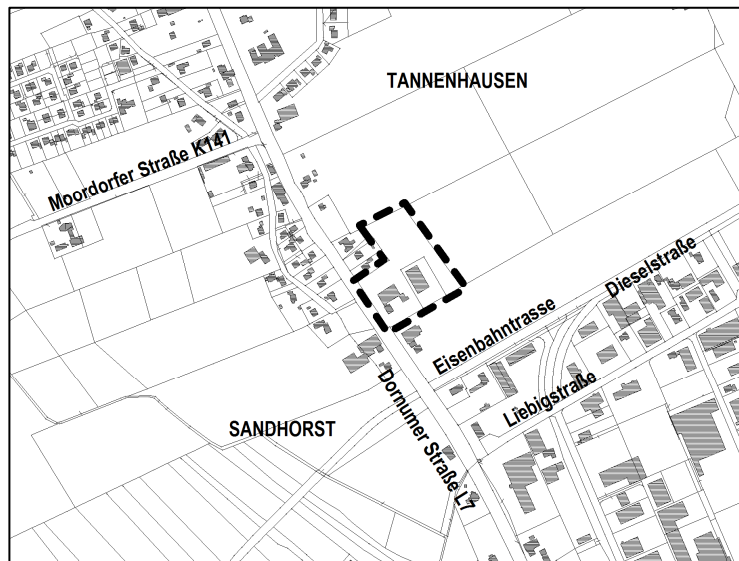 TANNENHAUSEN
Moordorfer Straße K141
Dieselstraße
Eisenbahntrasse
Liebigstraße
Dornumer Straße L7
SANDHORST